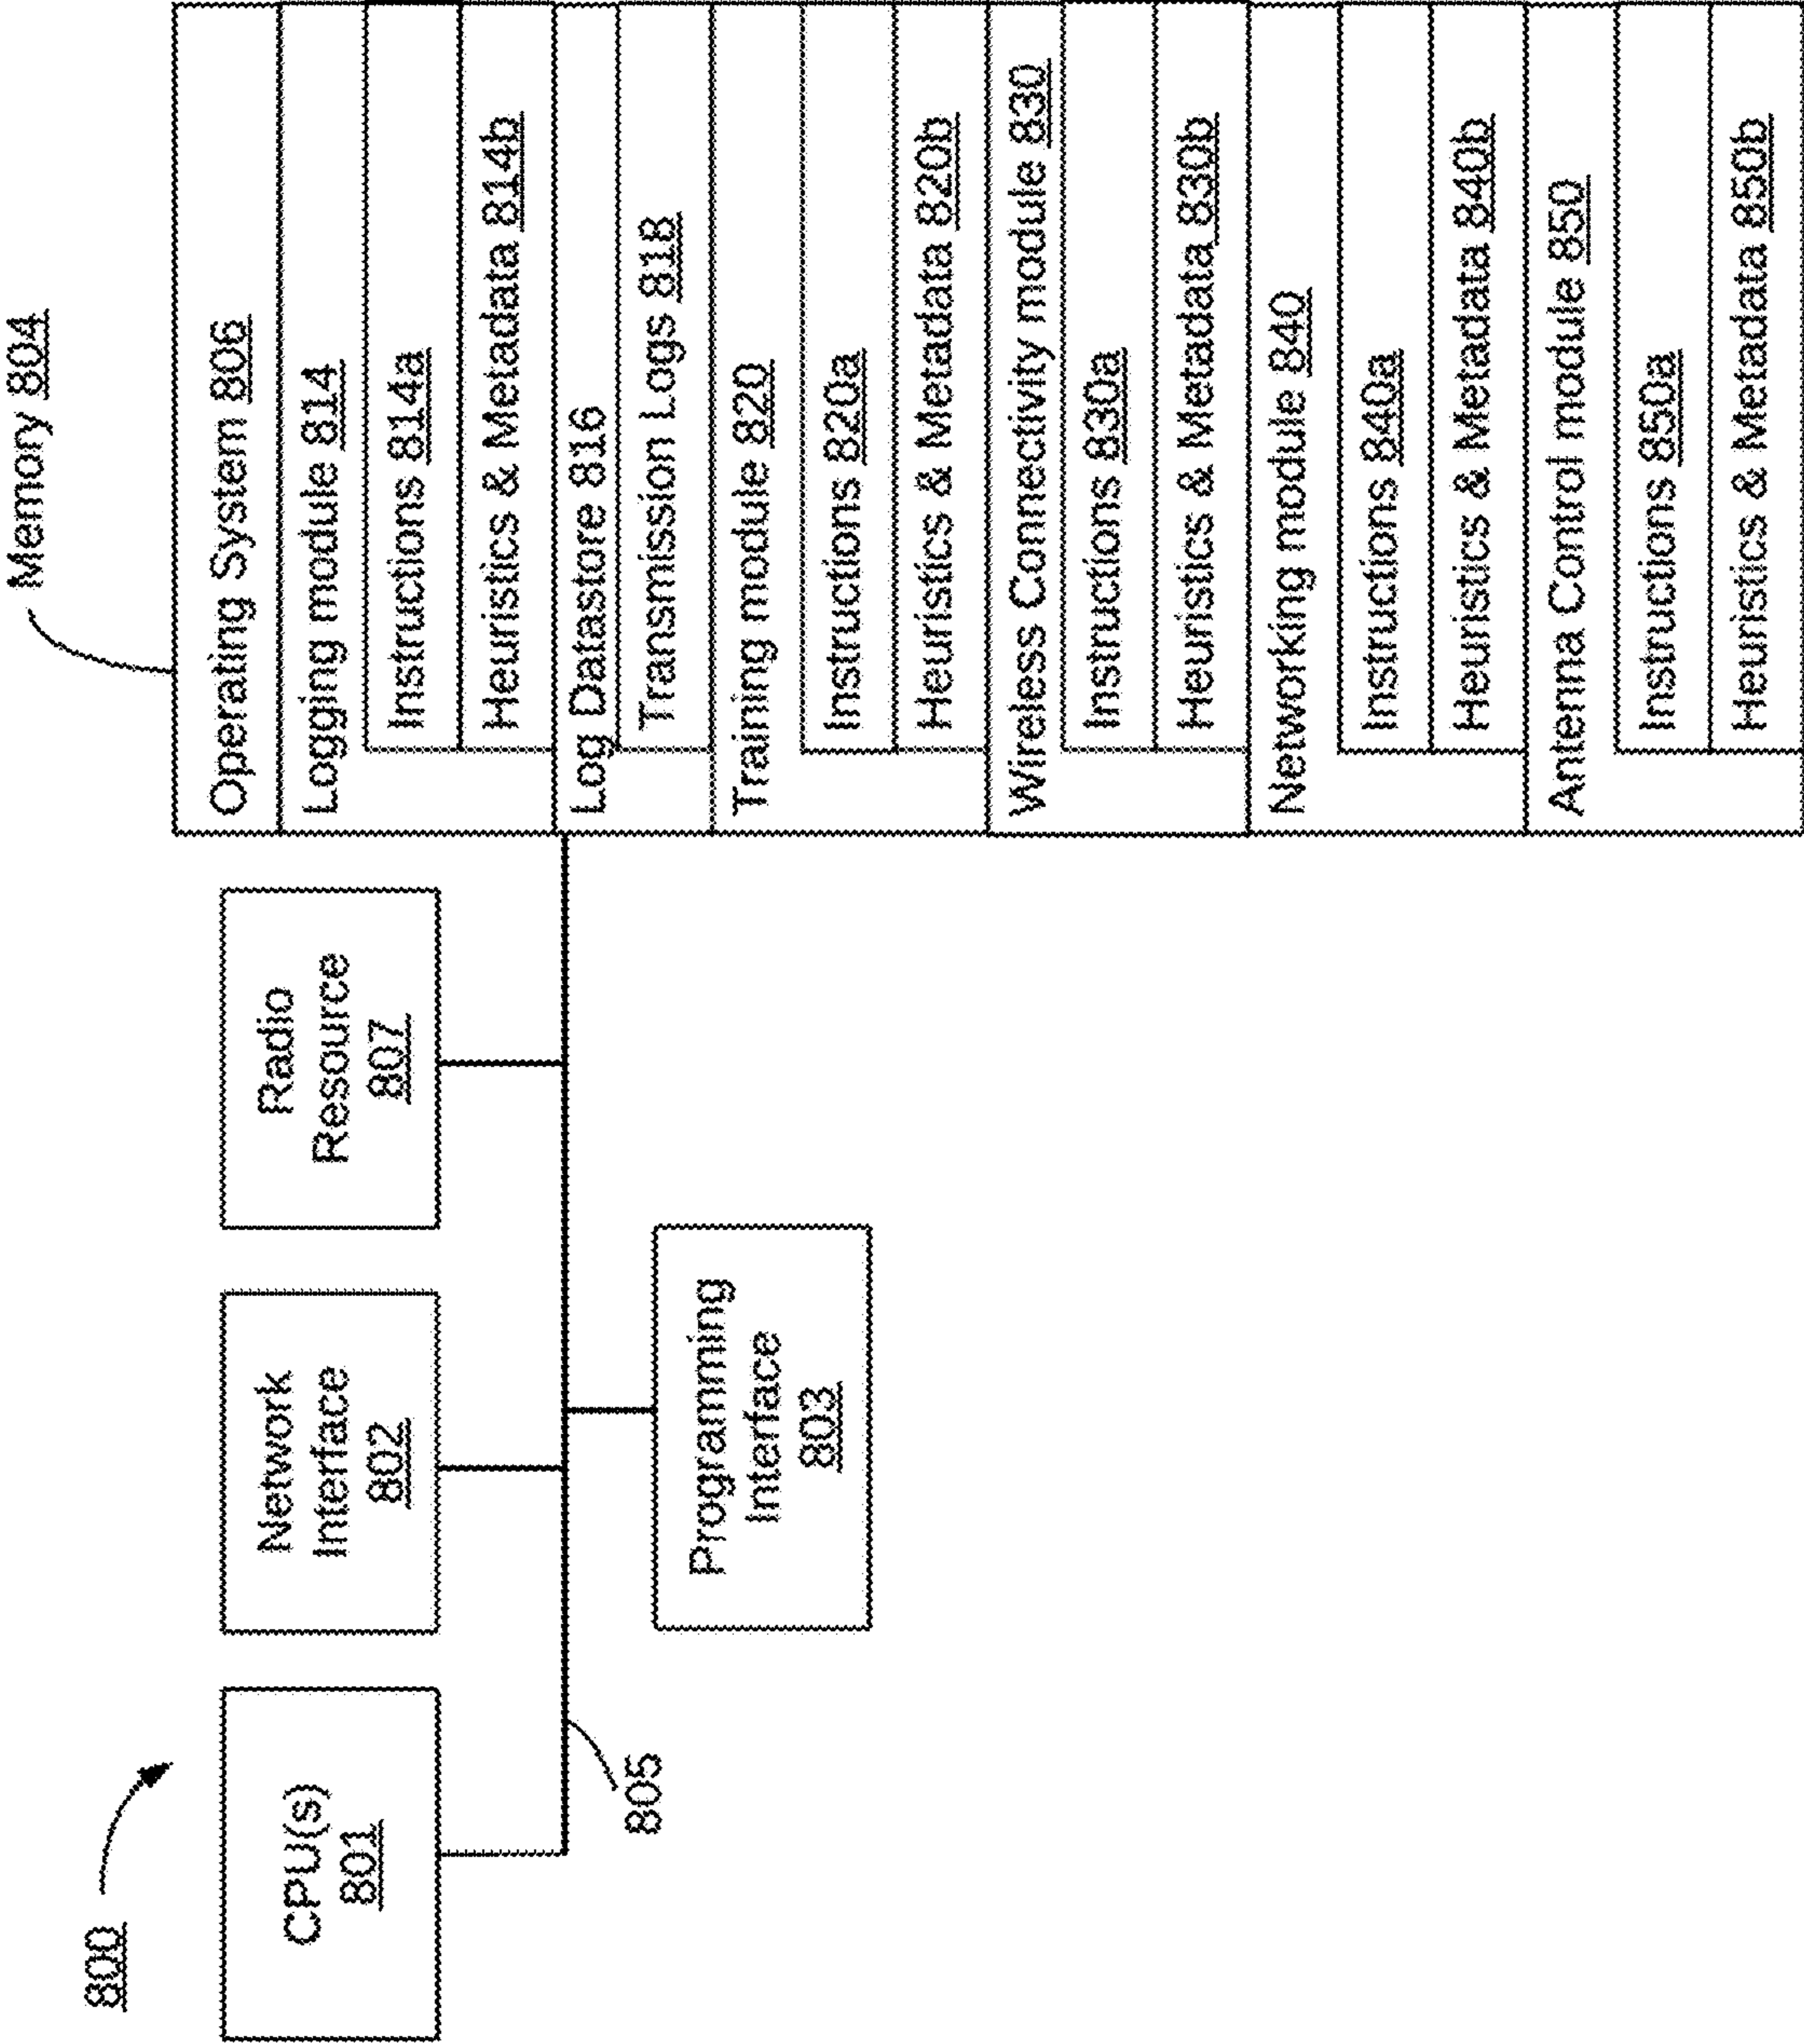 800
CPU(s)
801
Network
Interface
802
Radio
Resource
807
805
Programming
Interface
803
Memory 804
Operating System 806
Logging module 814
Instructions 814a
Heuristics & Metadata 814b
Log Datastore 816
Transmission Logs 818
Training module 820
Instructions 820a
Heuristics & Metadata 820b
Wireless Connectivity module 830
Instructions 830a
Heuristics & Metadata 830b
Networking module 840
Instructions 840a
Heuristics & Metadata 840b
Antenna Control module 850
Instructions 850a
Heuristics & Metadata 850b